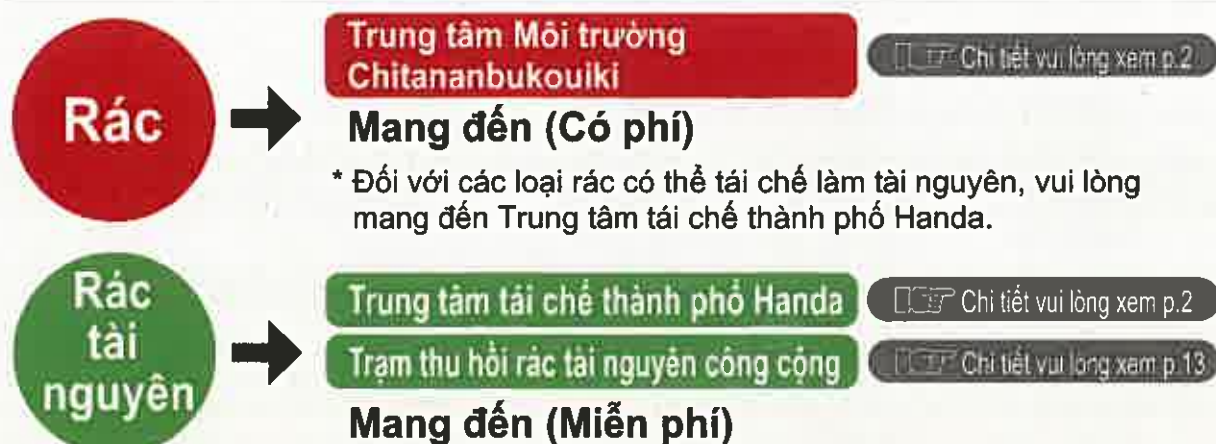 Rác
Trung tâm Môi trường
Chitananbukouiki
Chi tiết vui lòng xem p.2
Mang đến (Có phí)
* Đối với các loại rác có thể tái chế làm tài nguyên, vui lòng
mang đến Trung tâm tái chế thành phố Handa.
Rác
tài
nguyên
Trung tâm tái chế thành phố Handa
Chi tiết vui lòng xem p.2
Trạm thu hồi rác tài nguyên công cộng
Chi tiết vui lòng xem p.13
Mang đến (Miễn phí)